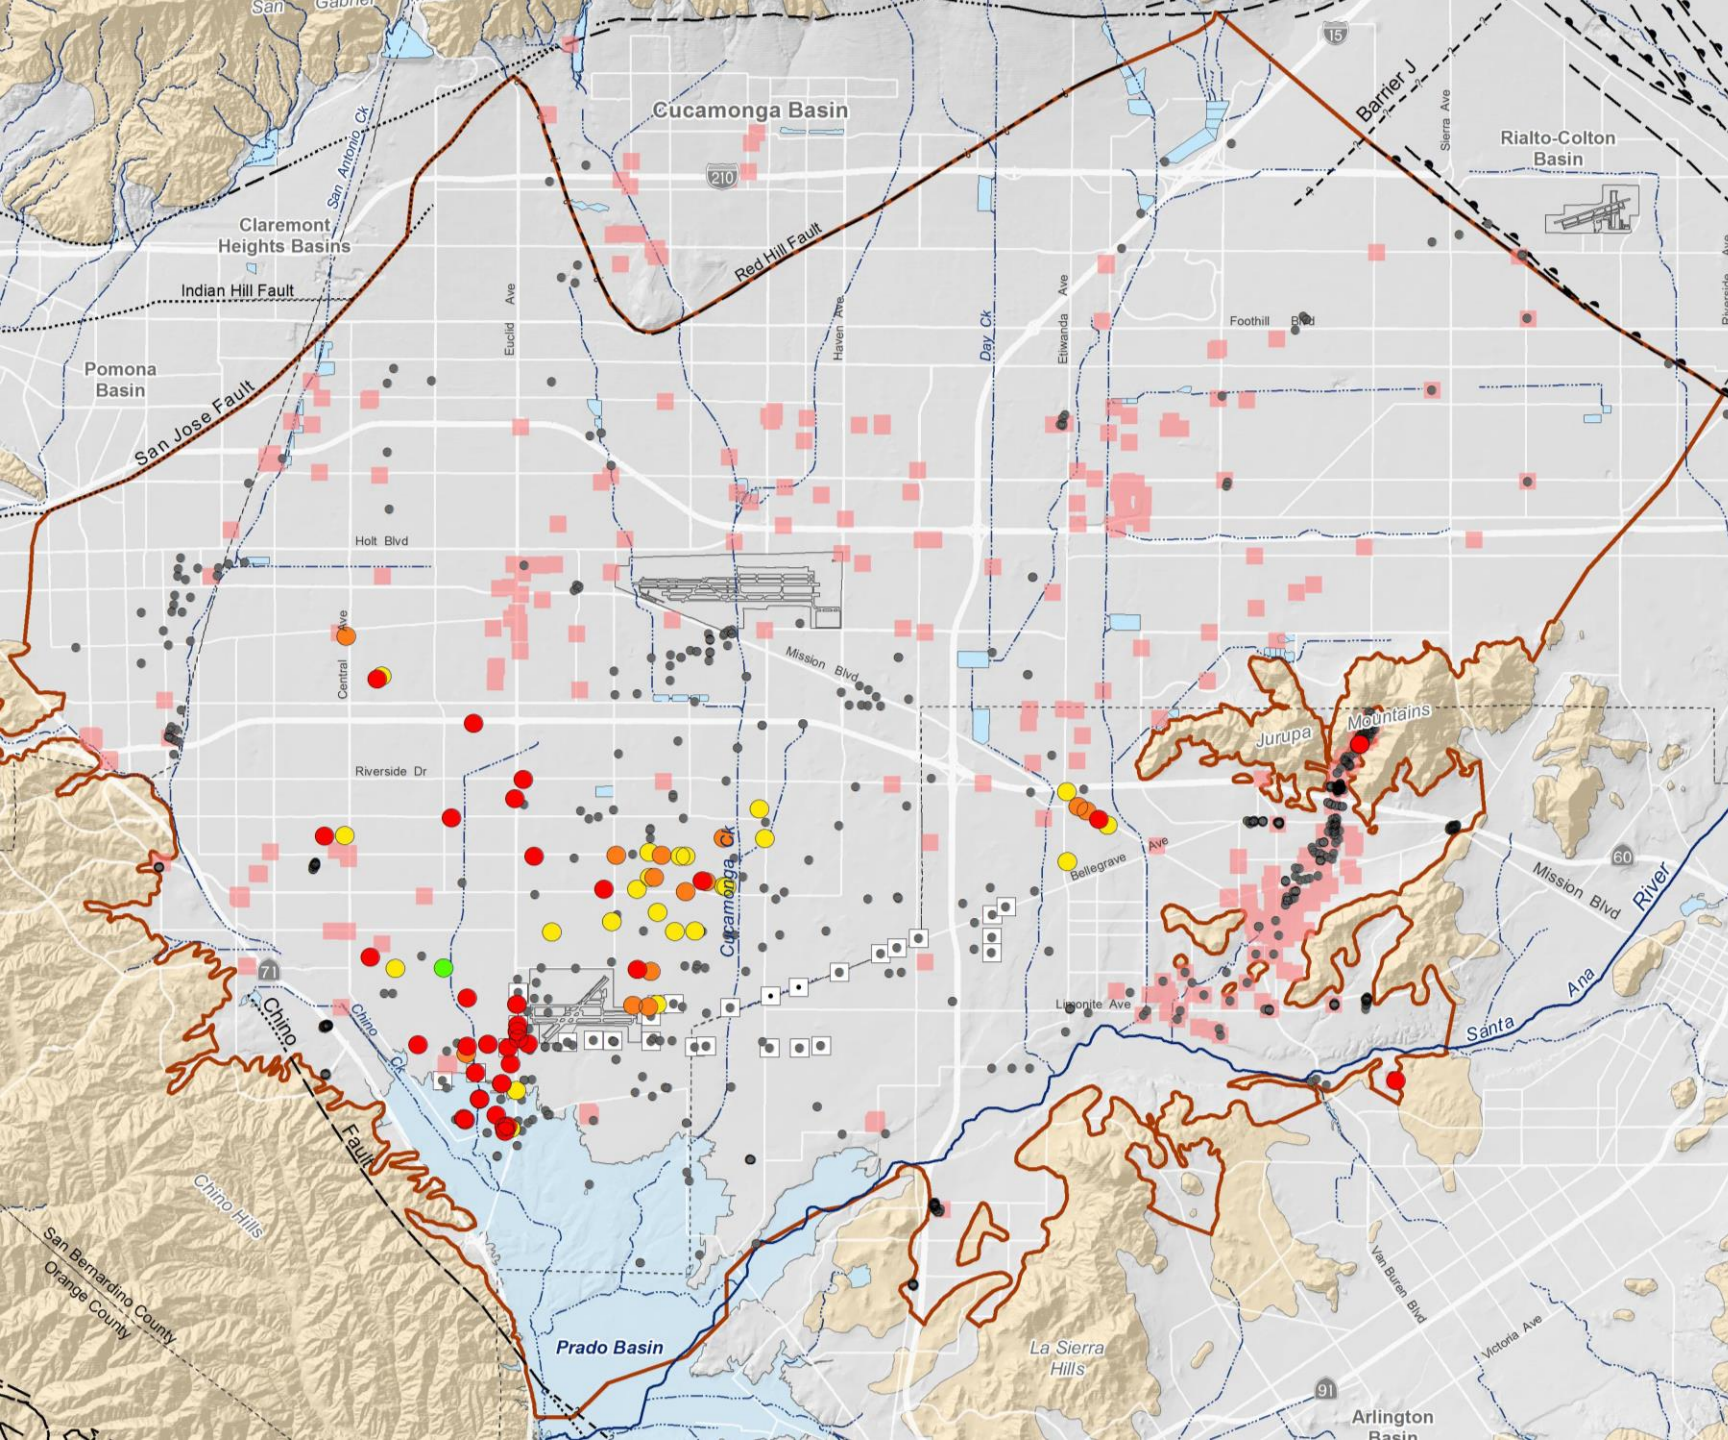 San Gabriel
15
Cucamonga Basin
Barrier J
Sierra Ave
Rialto-Colton
Basin
San Antonio Ck
210
Claremont
Heights Basins
Red Hill Fault
Indian Hill Fault
Euclid Ave
Haven Ave
Day Ck
Etiwanda Ave
Foothill Blvd
Riverside Ave
Pomona
Basin
San Jose Fault
Holt Blvd
Central Ave
Mission Blvd
Jurupa Mountains
Riverside Dr
Cucamonga Ck
Bellegrave Ave
60
Mission Blvd
Santa Ana River
71
Chino Fault
Chino Ck
Limonite Ave
Chino Hills
San Bernardino County
Orange County
Van Buren Blvd
Victoria Ave
Prado Basin
La Sierra
Hills
91
Arlington
Basin